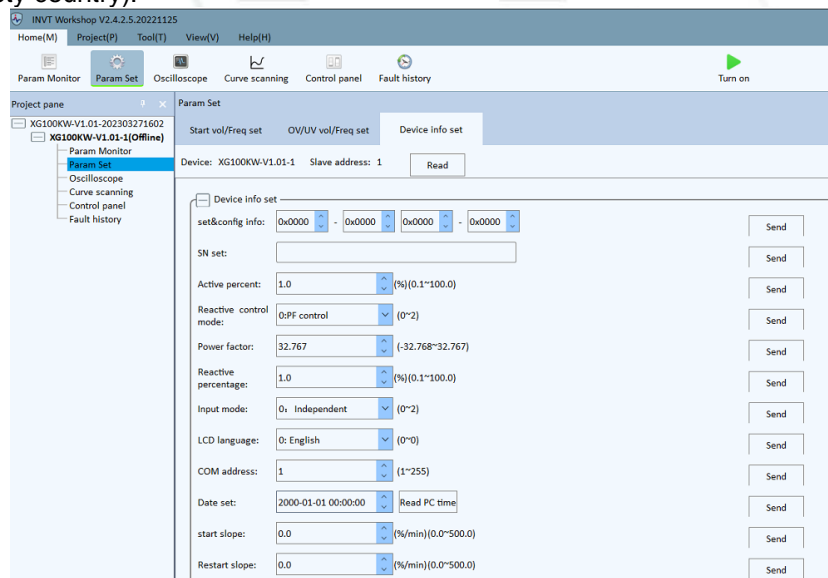 ty country).
INVT Workshop V2.4.2.5.20221125
Home(M) Project(P) Tool(T) View(V) Help(H)
Param Monitor Param Set Oscilloscope Curve scanning Control panel Fault history Turn on
Project pane
XG100KW-V1.01-202303271602
XG100KW-V1.01-1(Offline)
Param Monitor
Param Set
Oscilloscope
Curve scanning
Control panel
Fault history
Param Set
Start vol/Freq set OV/UV vol/Freq set Device info set
Device: XG100KW-V1.01-1 Slave address: 1 Read
Device info set
set&config info: 0x0000 - 0x0000 0x0000 - 0x0000 Send
SN set: Send
Active percent: 1.0 (%)(0.1~100.0) Send
Reactive control
mode: 0:PF control (0~2) Send
Power factor: 32.767 (-32.768~32.767) Send
Reactive
percentage: 1.0 (%)(0.1~100.0) Send
Input mode: 0: Independent (0~2) Send
LCD language: 0: English (0~0) Send
COM address: 1 (1~255) Send
Date set: 2000-01-01 00:00:00 Read PC time Send
start slope: 0.0 (%/min)(0.0~500.0) Send
Restart slope: 0.0 (%/min)(0.0~500.0) Send